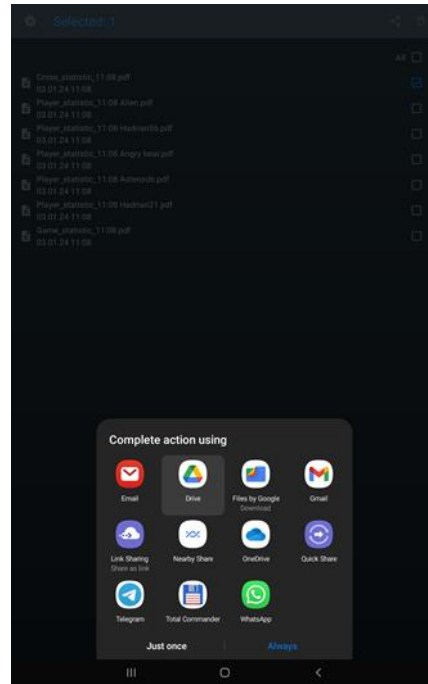 Selected: 1
All
Cross_statistic_11:08.pdf
03.01.24 11:08
Player_statistic_11:08 Alien.pdf
03.01.24 11:08
Player_statistic_11:08 Hadrian56.pdf
03.01.24 11:08
Player_statistic_11:08 Angry bear.pdf
03.01.24 11:08
Player_statistic_11:08 Asteroids.pdf
03.01.24 11:08
Player_statistic_11:08 Hadrian21.pdf
03.01.24 11:08
Game_statistic_11:08.pdf
03.01.24 11:08
Complete action using
Email
Drive
Files by Google
Download
Gmail
Link Sharing
Share as link
Nearby Share
OneDrive
Quick Share
Telegram
Total Commander
WhatsApp
Just once
Always